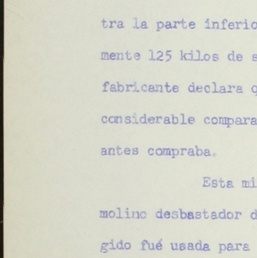 tra la parte inferio
mente 125 kilos de
fabricante declara
considerable compara
antes compraba.
Esta mi
molino desbastador d
gido fué usada para